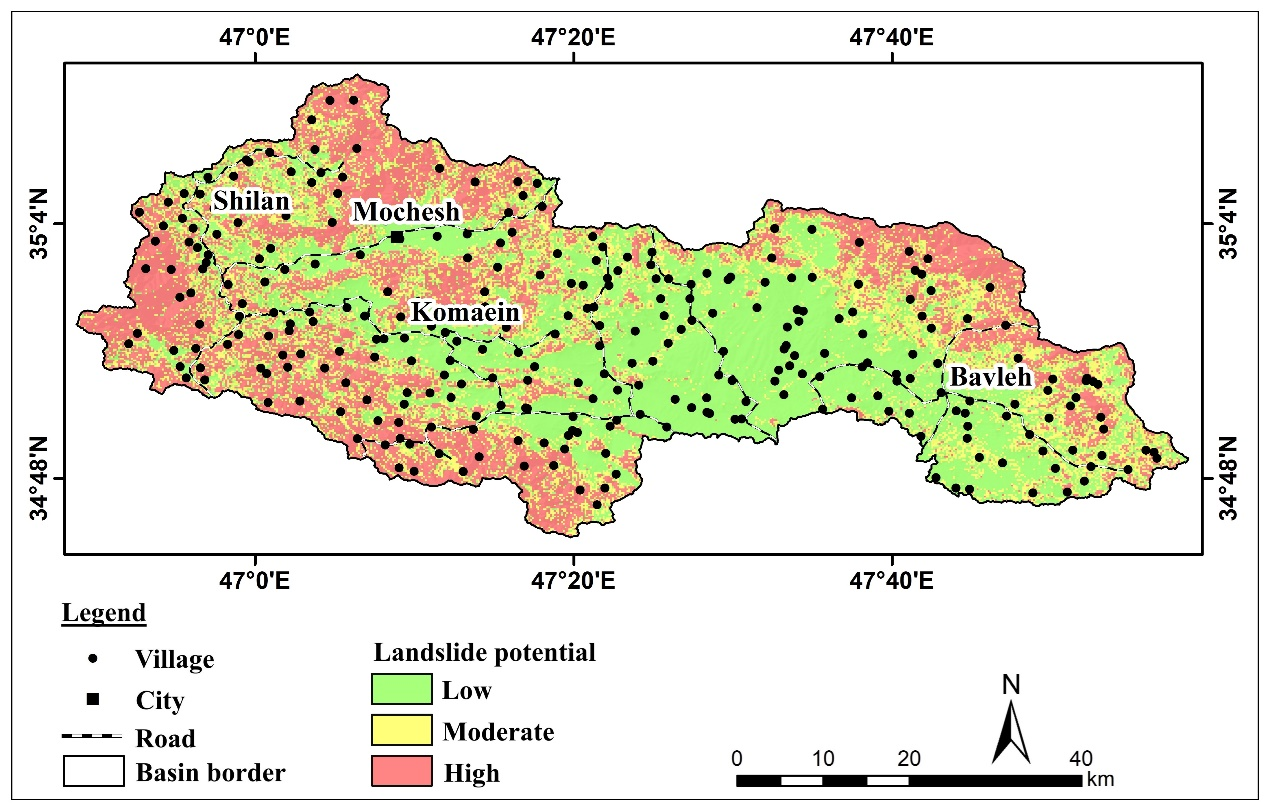 47°0'E 47°20'E 47°40'E
35°4'N 35°4'N
Shilan
Mochesh
Komaein
Bavleh
34°48'N 34°48'N
47°0'E 47°20'E 47°40'E
Legend
Village
City
Road
Basin border
Landslide potential
Low
Moderate
High
N
0 10 20 40
km